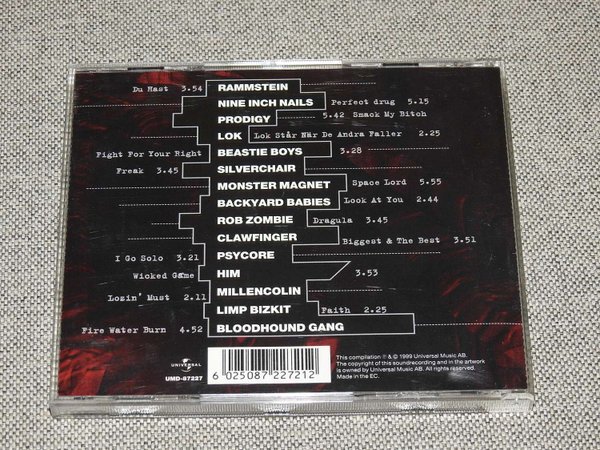 Du Hast 3.54 RAMMSTEIN
NINE INCH NAILS Perfect drug 5.15
PRODIGY 5.42 Smack My Bitch
LOK Lok Står När De Andra Faller 2.25
Fight For Your Right BEASTIE BOYS 3.28
Freak 3.45 SILVERCHAIR
MONSTER MAGNET Space Lord 5.55
BACKYARD BABIES Look At You 2.44
ROB ZOMBIE Dragula 3.45
CLAWFINGER Biggest & The Best 3.51
I Go Solo 3.21 PSYCORE
Wicked Game HIM 3.53
Lozin' Must 2.11 MILLENCOLIN
LIMP BIZKIT Faith 2.25
Fire Water Burn 4.52 BLOODHOUND GANG
UNIVERSAL
UMD-87227
6 025087 227212
This compilation ℗ & © 1999 Universal Music AB.
The copyright of this soundrecording and in the artwork
is owned by Universal Music AB. All rights reserved.
Made in the EC.